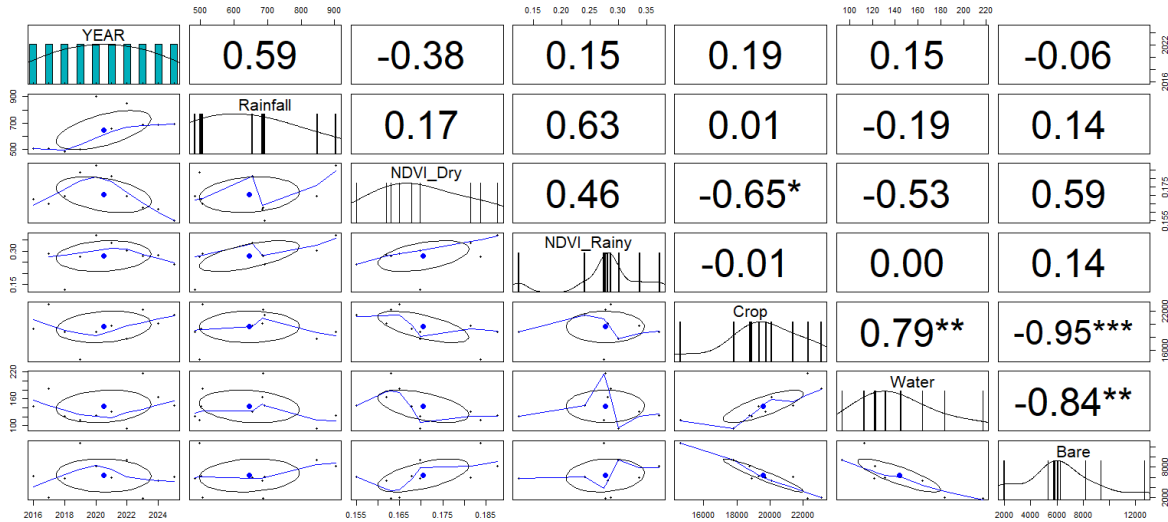 500 600 700 800 900 0.15 0.20 0.25 0.30 0.35 100 120 140 160 180 200 220
YEAR 0.59 -0.38 0.15 0.19 0.15 -0.06 2016 2019 2022
500 700 900 Rainfall 0.17 0.63 0.01 -0.19 0.14
NDVI_Dry 0.46 -0.65* -0.53 0.59 0.155 0.175
0.15 0.30 NDVI_Rainy -0.01 0.00 0.14
Crop 0.79** -0.95*** 16000 22000
100 160 220 Water -0.84**
Bare 2000 8000
2016 2018 2020 2022 2024 0.155 0.165 0.175 0.185 16000 18000 20000 22000 2000 4000 6000 8000 12000